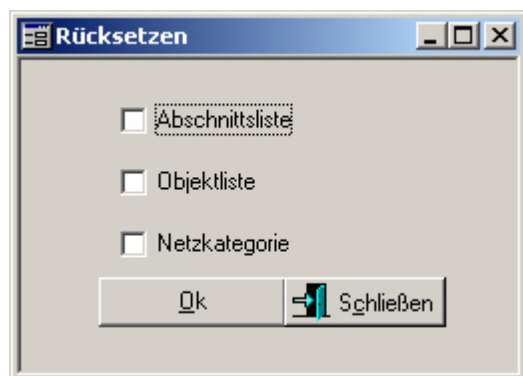 Rücksetzen
Abschnittsliste
Objektliste
Netzkategorie
Ok
Schließen